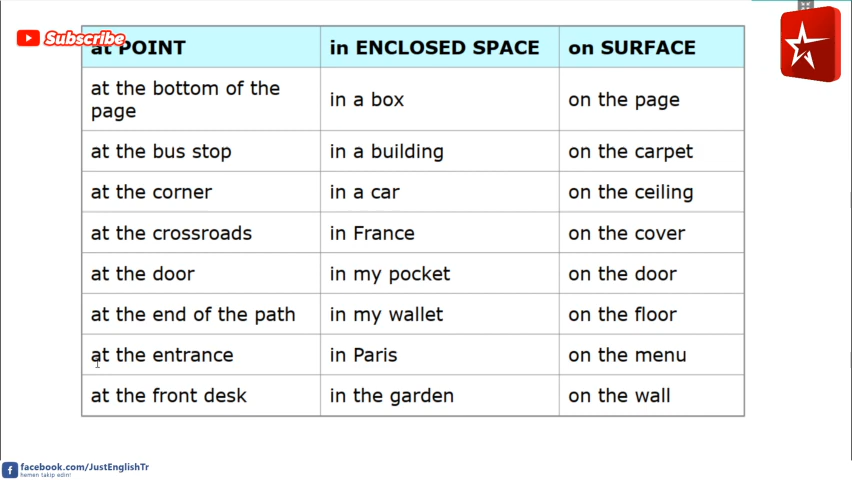 Subscribe
at POINT in ENCLOSED SPACE on SURFACE
at the bottom of the
page
in a box on the page
at the bus stop in a building on the carpet
at the corner in a car on the ceiling
at the crossroads in France on the cover
at the door in my pocket on the door
at the end of the path in my wallet on the floor
at the entrance in Paris on the menu
at the front desk in the garden on the wall
facebook.com/JustEnglishTr
hemen takip edin!